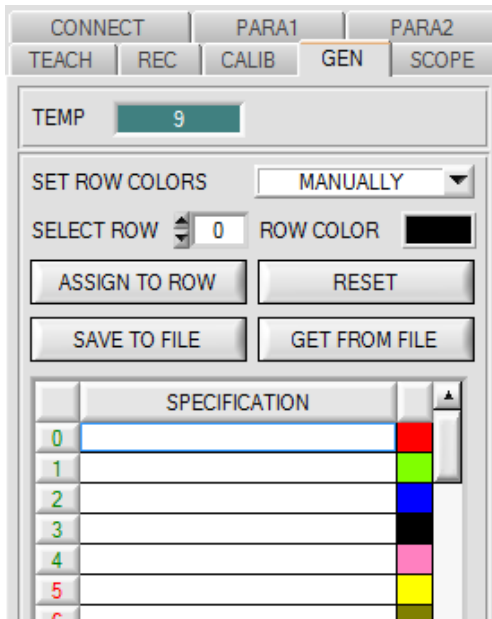 CONNECT PARA1 PARA2
TEACH REC CALIB GEN SCOPE
TEMP 9
SET ROW COLORS MANUALLY
SELECT ROW 0 ROW COLOR
ASSIGN TO ROW RESET
SAVE TO FILE GET FROM FILE
SPECIFICATION
0
1
2
3
4
5
6